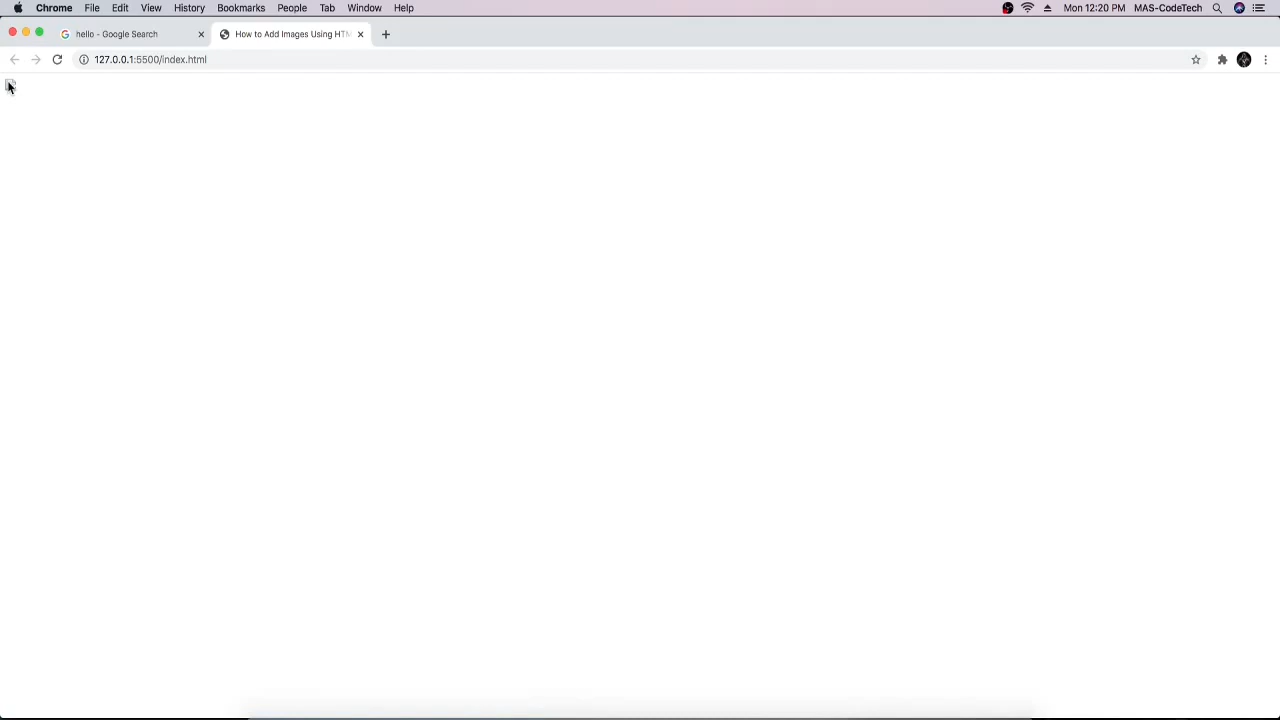 Chrome File Edit View History Bookmarks People Tab Window Help Mon 12:20 PM MAS-CodeTech
hello - Google Search How to Add Images Using HTM
127.0.0.1:5500/index.html